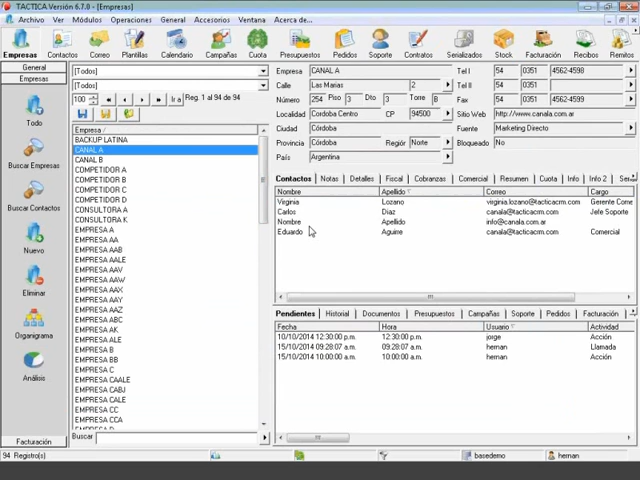 TACTICA Versión 6.7.0 - [Empresas]
Archivo Ver Módulos Operaciones General Accesorios Ventana Acerca de...
Empresas Contactos Correo Plantillas Calendario Campañas Cuota Presupuestos Pedidos Soporte Contratos Serializados Stock Facturación Recibos Remitos
General
Empresas
Todo
Buscar Empresas
Buscar Contactos
Nuevo
Eliminar
Organigrama
Análisis
Facturación
[Todos]
[Todos]
100 Ir a Reg. 1 al 94 de 94
Empresa
BACKUP LATINA
CANAL A
CANAL B
COMPETIDOR A
COMPETIDOR B
COMPETIDOR C
COMPETIDOR D
CONSULTORA A
CONSULTORA K
EMPRESA A
EMPRESA AA
EMPRESA AAB
EMPRESA AALE
EMPRESA AAV
EMPRESA AAW
EMPRESA AAX
EMPRESA AAY
EMPRESA AAZ
EMPRESA ABC
EMPRESA AK
EMPRESA ALE
EMPRESA B
EMPRESA BB
EMPRESA C
EMPRESA CAALE
EMPRESA CABJ
EMPRESA CALE
EMPRESA CC
EMPRESA CCA
EMPRESA D
Buscar
Empresa CANAL A
Calle Las Marias 2
Número 254 Piso 3 Dto 3 Torre B
Localidad Cordoba Centro CP 94500
Ciudad Córdoba
Provincia Córdoba Región Norte
País Argentina
Tel I 54 0351 4562-4598
Tel II 54 0351
Fax 54 0351 4562-4599
Sitio Web http://www.canala.com.ar
Fuente Marketing Directo
Bloqueado No
Contactos Notas Detalles Fiscal Cobranzas Comercial Resumen Cuota Info Info 2
Nombre Apellido Correo Cargo
Virginia Lozano virginia.lozano@tacticacrm.com Gerente Come
Carlos Diaz canala@tacticacrm.com Jefe Soporte
Nombre Apellido info@canala.com.ar
Eduardo Aguirre canala@tacticacrm.com Comercial
Pendientes Historial Documentos Presupuestos Campañas Soporte Pedidos Facturación
Fecha Hora Usuario Actividad
10/10/2014 12:30:00 p.m. 12:30:00 p.m. jorge Acción
15/10/2014 09:28:07 a.m. 09:28:07 a.m. hernan Llamada
15/10/2014 10:00:00 a.m. 10:00:00 a.m. hernan Acción
94 Registro(s) basedemo hernan